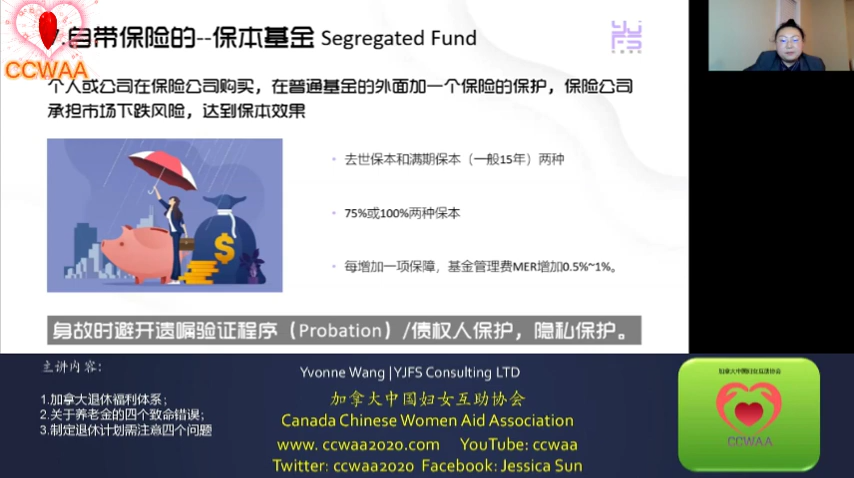 .自带保险的--保本基金 Segregated Fund
CCWAA
个人或公司在保险公司购买，在普通基金的外面加一个保险的保护，保险公司
承担市场下跌风险，达到保本效果
· 去世保本和满期保本（一般15年）两种
· 75%或100%两种保本
· 每增加一项保障，基金管理费MER增加0.5%~1%。
$
身故时避开遗嘱验证程序（Probation）/债权人保护，隐私保护。
主讲内容：
1.加拿大退休福利体系；
2.关于养老金的四个致命错误；
3.制定退休计划需注意四个问题
Yvonne Wang | YJFS Consulting LTD
加拿大中国妇女互助协会
Canada Chinese Women Aid Association
www. ccwaa2020.com YouTube: ccwaa
Twitter: ccwaa2020 Facebook: Jessica Sun
加拿大中国妇女互助协会
CCWAA